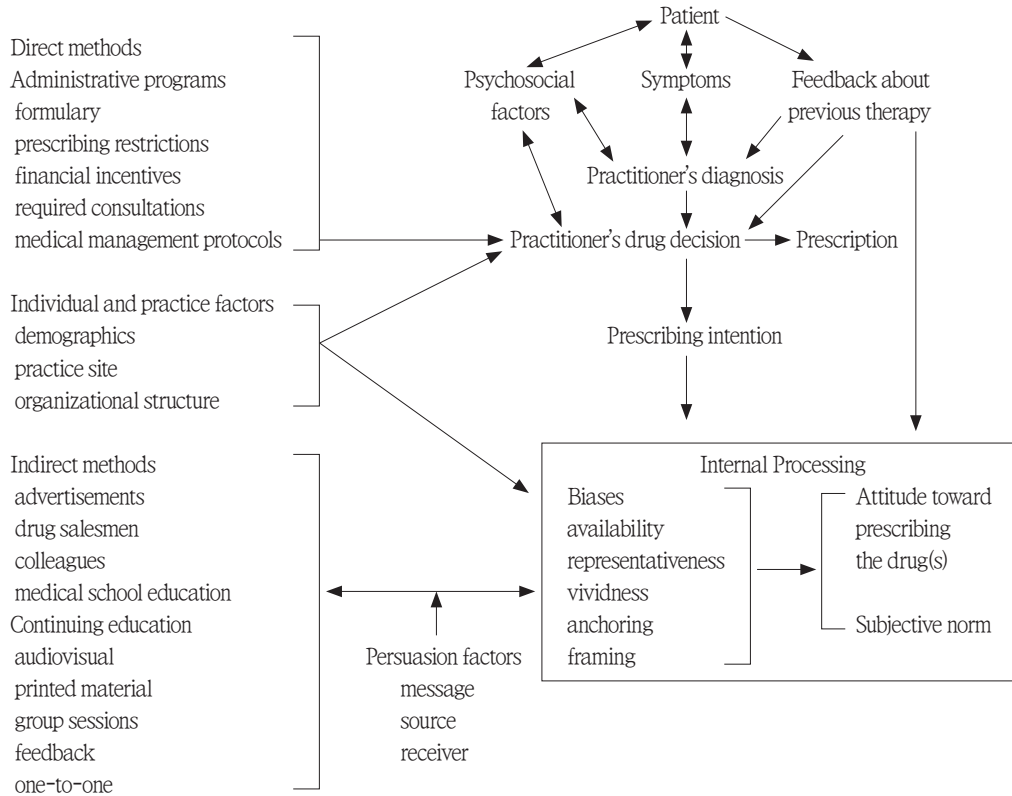 Patient
Direct methods
Administrative programs
formulary
prescribing restrictions
financial incentives
required consultations
medical management protocols
Psychosocial
factors
Symptoms
Feedback about
previous therapy
Practitioner's diagnosis
Practitioner's drug decision
Prescription
Individual and practice factors
demographics
practice site
organizational structure
Prescribing intention
Indirect methods
advertisements
drug salesmen
colleagues
medical school education
Continuing education
audiovisual
printed material
group sessions
feedback
one-to-one
Persuasion factors
message
source
receiver
Internal Processing
Biases
availability
representativeness
vividness
anchoring
framing
Attitude toward
prescribing
the drug(s)
Subjective norm